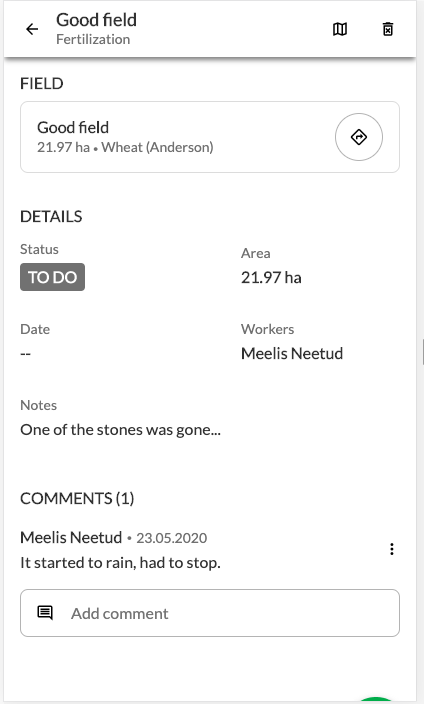 Good field
Fertilization
FIELD
Good field
21.97 ha • Wheat (Anderson)
DETAILS
Status
Area
TO DO
21.97 ha
Date
Workers
--
Meelis Neetud
Notes
One of the stones was gone...
COMMENTS (1)
Meelis Neetud • 23.05.2020
It started to rain, had to stop.
Add comment